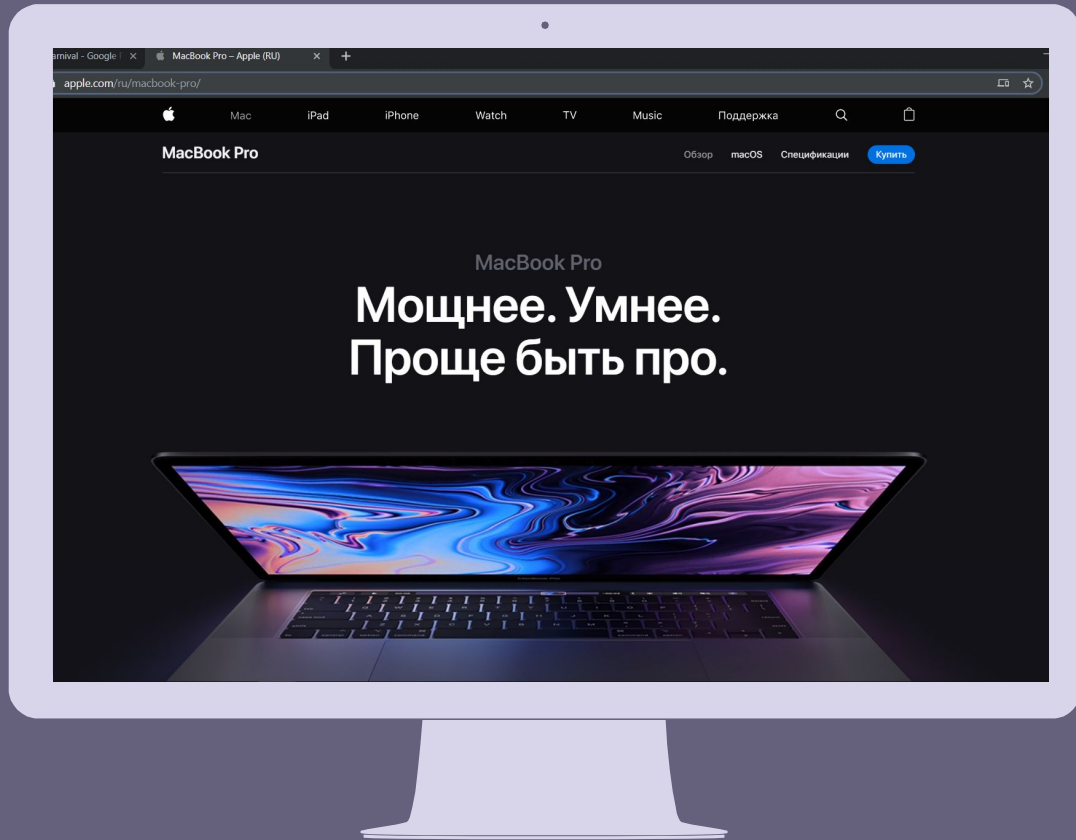 arnival - Google
MacBook Pro – Apple (RU)
apple.com/ru/macbook-pro/
Mac iPad iPhone Watch TV Music Поддержка
MacBook Pro
Обзор macOS Спецификации Купить
MacBook Pro
Мощнее. Умнее.
Проще быть про.